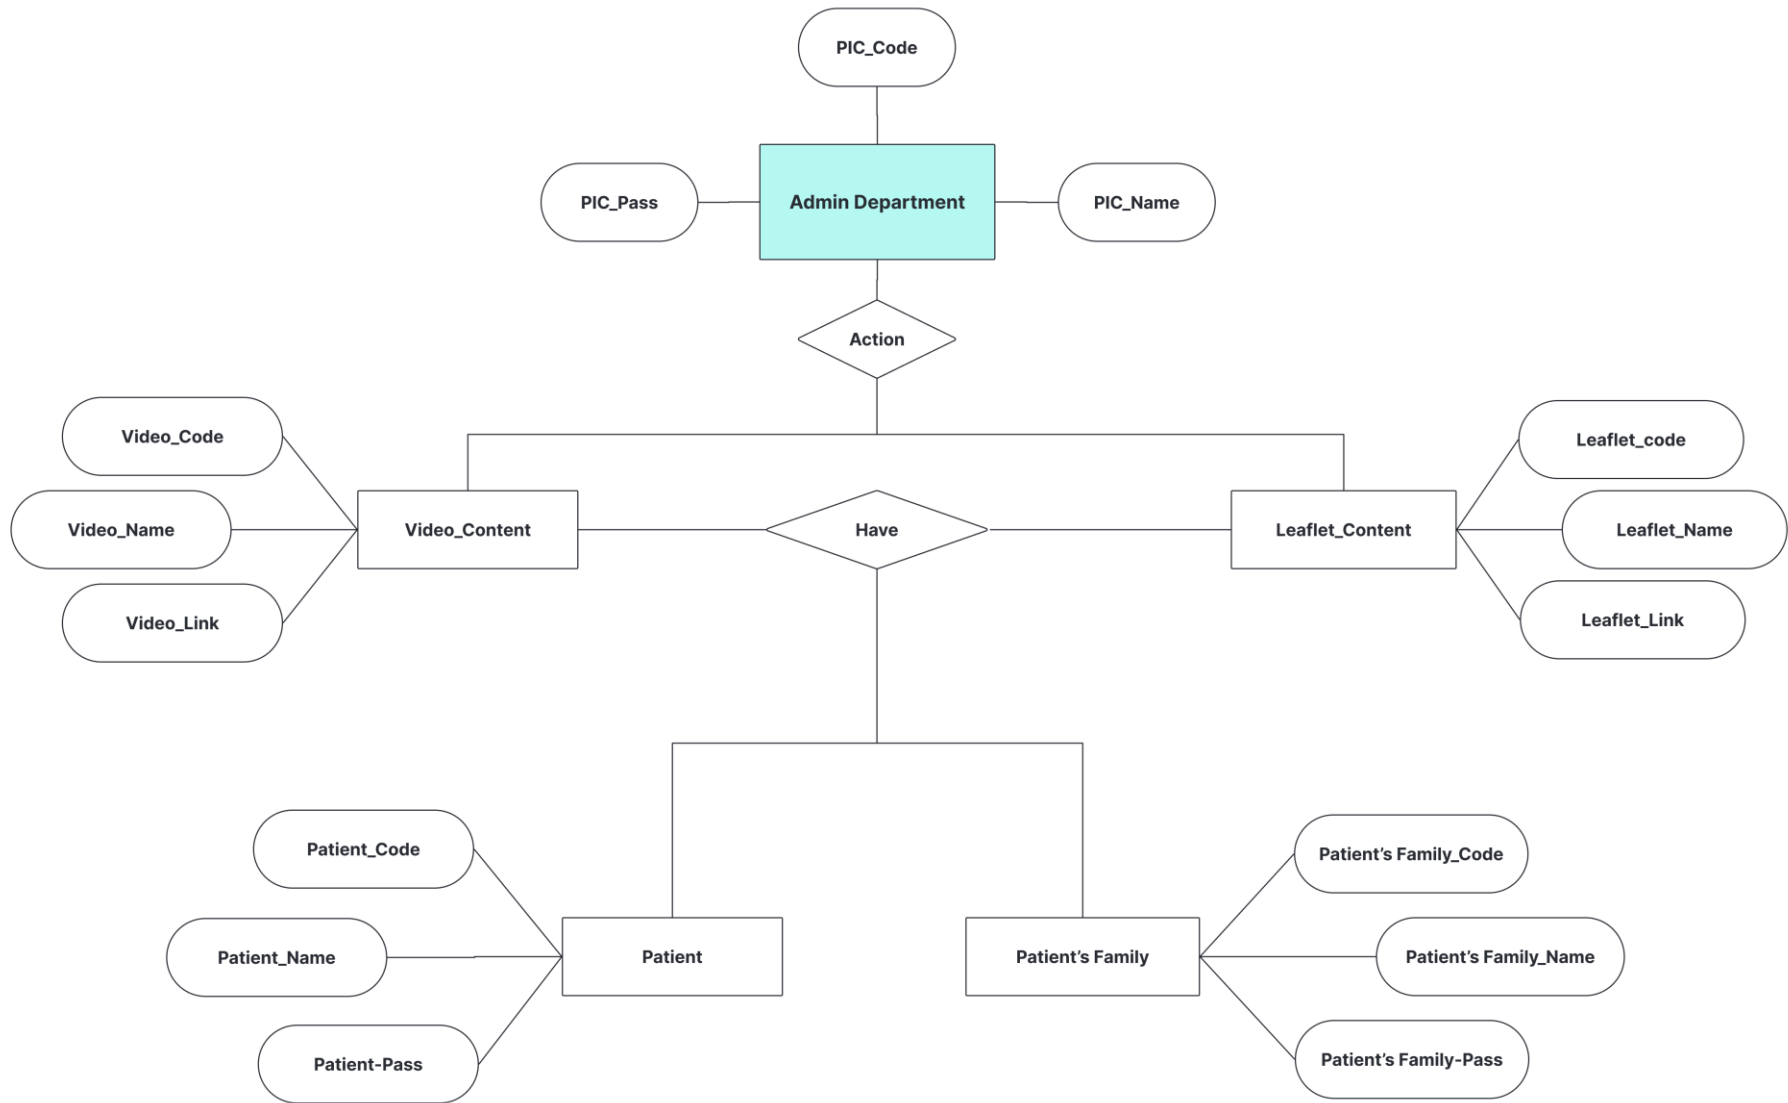 PIC_Code
PIC_Pass
Admin Department
PIC_Name
Action
Video_Code
Leaflet_code
Video_Name
Video_Content
Have
Leaflet_Content
Leaflet_Name
Video_Link
Leaflet_Link
Patient_Code
Patient’s Family_Code
Patient_Name
Patient
Patient’s Family
Patient’s Family_Name
Patient-Pass
Patient’s Family-Pass